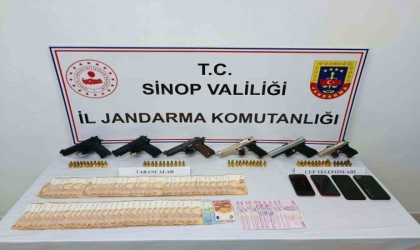 T.C.
SİNOP VALİLİĞİ
İL JANDARMA KOMUTANLIĞI
TABANCALAR
CEP TELEFONLARI